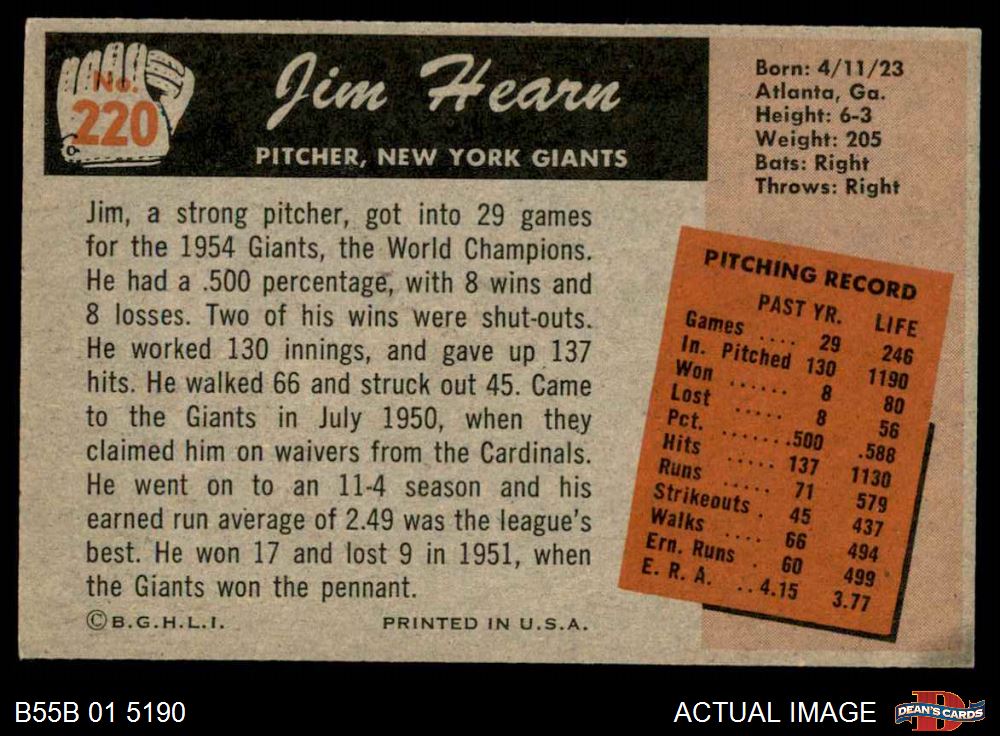 No.
220
Jim Hearn
PITCHER, NEW YORK GIANTS
Born: 4/11/23
Atlanta, Ga.
Height: 6-3
Weight: 205
Bats: Right
Throws: Right
Jim, a strong pitcher, got into 29 games
for the 1954 Giants, the World Champions.
He had a .500 percentage, with 8 wins and
8 losses. Two of his wins were shut-outs.
He worked 130 innings, and gave up 137
hits. He walked 66 and struck out 45. Came
to the Giants in July 1950, when they
claimed him on waivers from the Cardinals.
He went on to an 11-4 season and his
earned run average of 2.49 was the league's
best. He won 17 and lost 9 in 1951, when
the Giants won the pennant.
©B.G.H.L.I. PRINTED IN U.S.A.
PITCHING RECORD
PAST YR. LIFE
Games .... 29 246
In. Pitched 130 1190
Won ...... 8 80
Lost ..... 8 56
Pct. .......500 .588
Hits ..... 137 1130
Runs ..... 71 579
Strikeouts . 45 437
Walks .... 66 494
Ern. Runs . 60 499
E. R. A. ..4.15 3.77
B55B 01 5190
ACTUAL IMAGE
DEAN'S CARDS